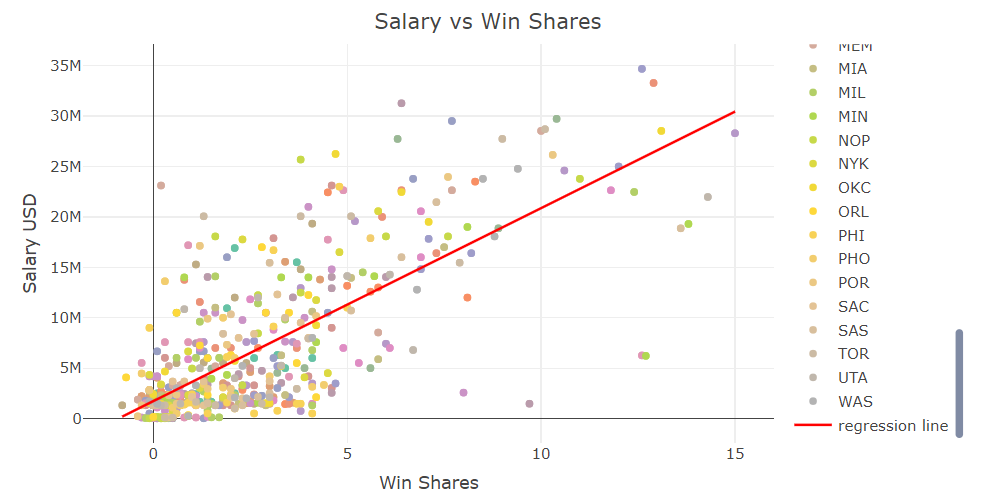 Salary vs Win Shares
35M
30M
25M
20M
15M
10M
5M
0
Salary USD
0
5
10
15
Win Shares
MEM
MIA
MIL
MIN
NOP
NYK
OKC
ORL
PHI
PHO
POR
SAC
SAS
TOR
UTA
WAS
regression line